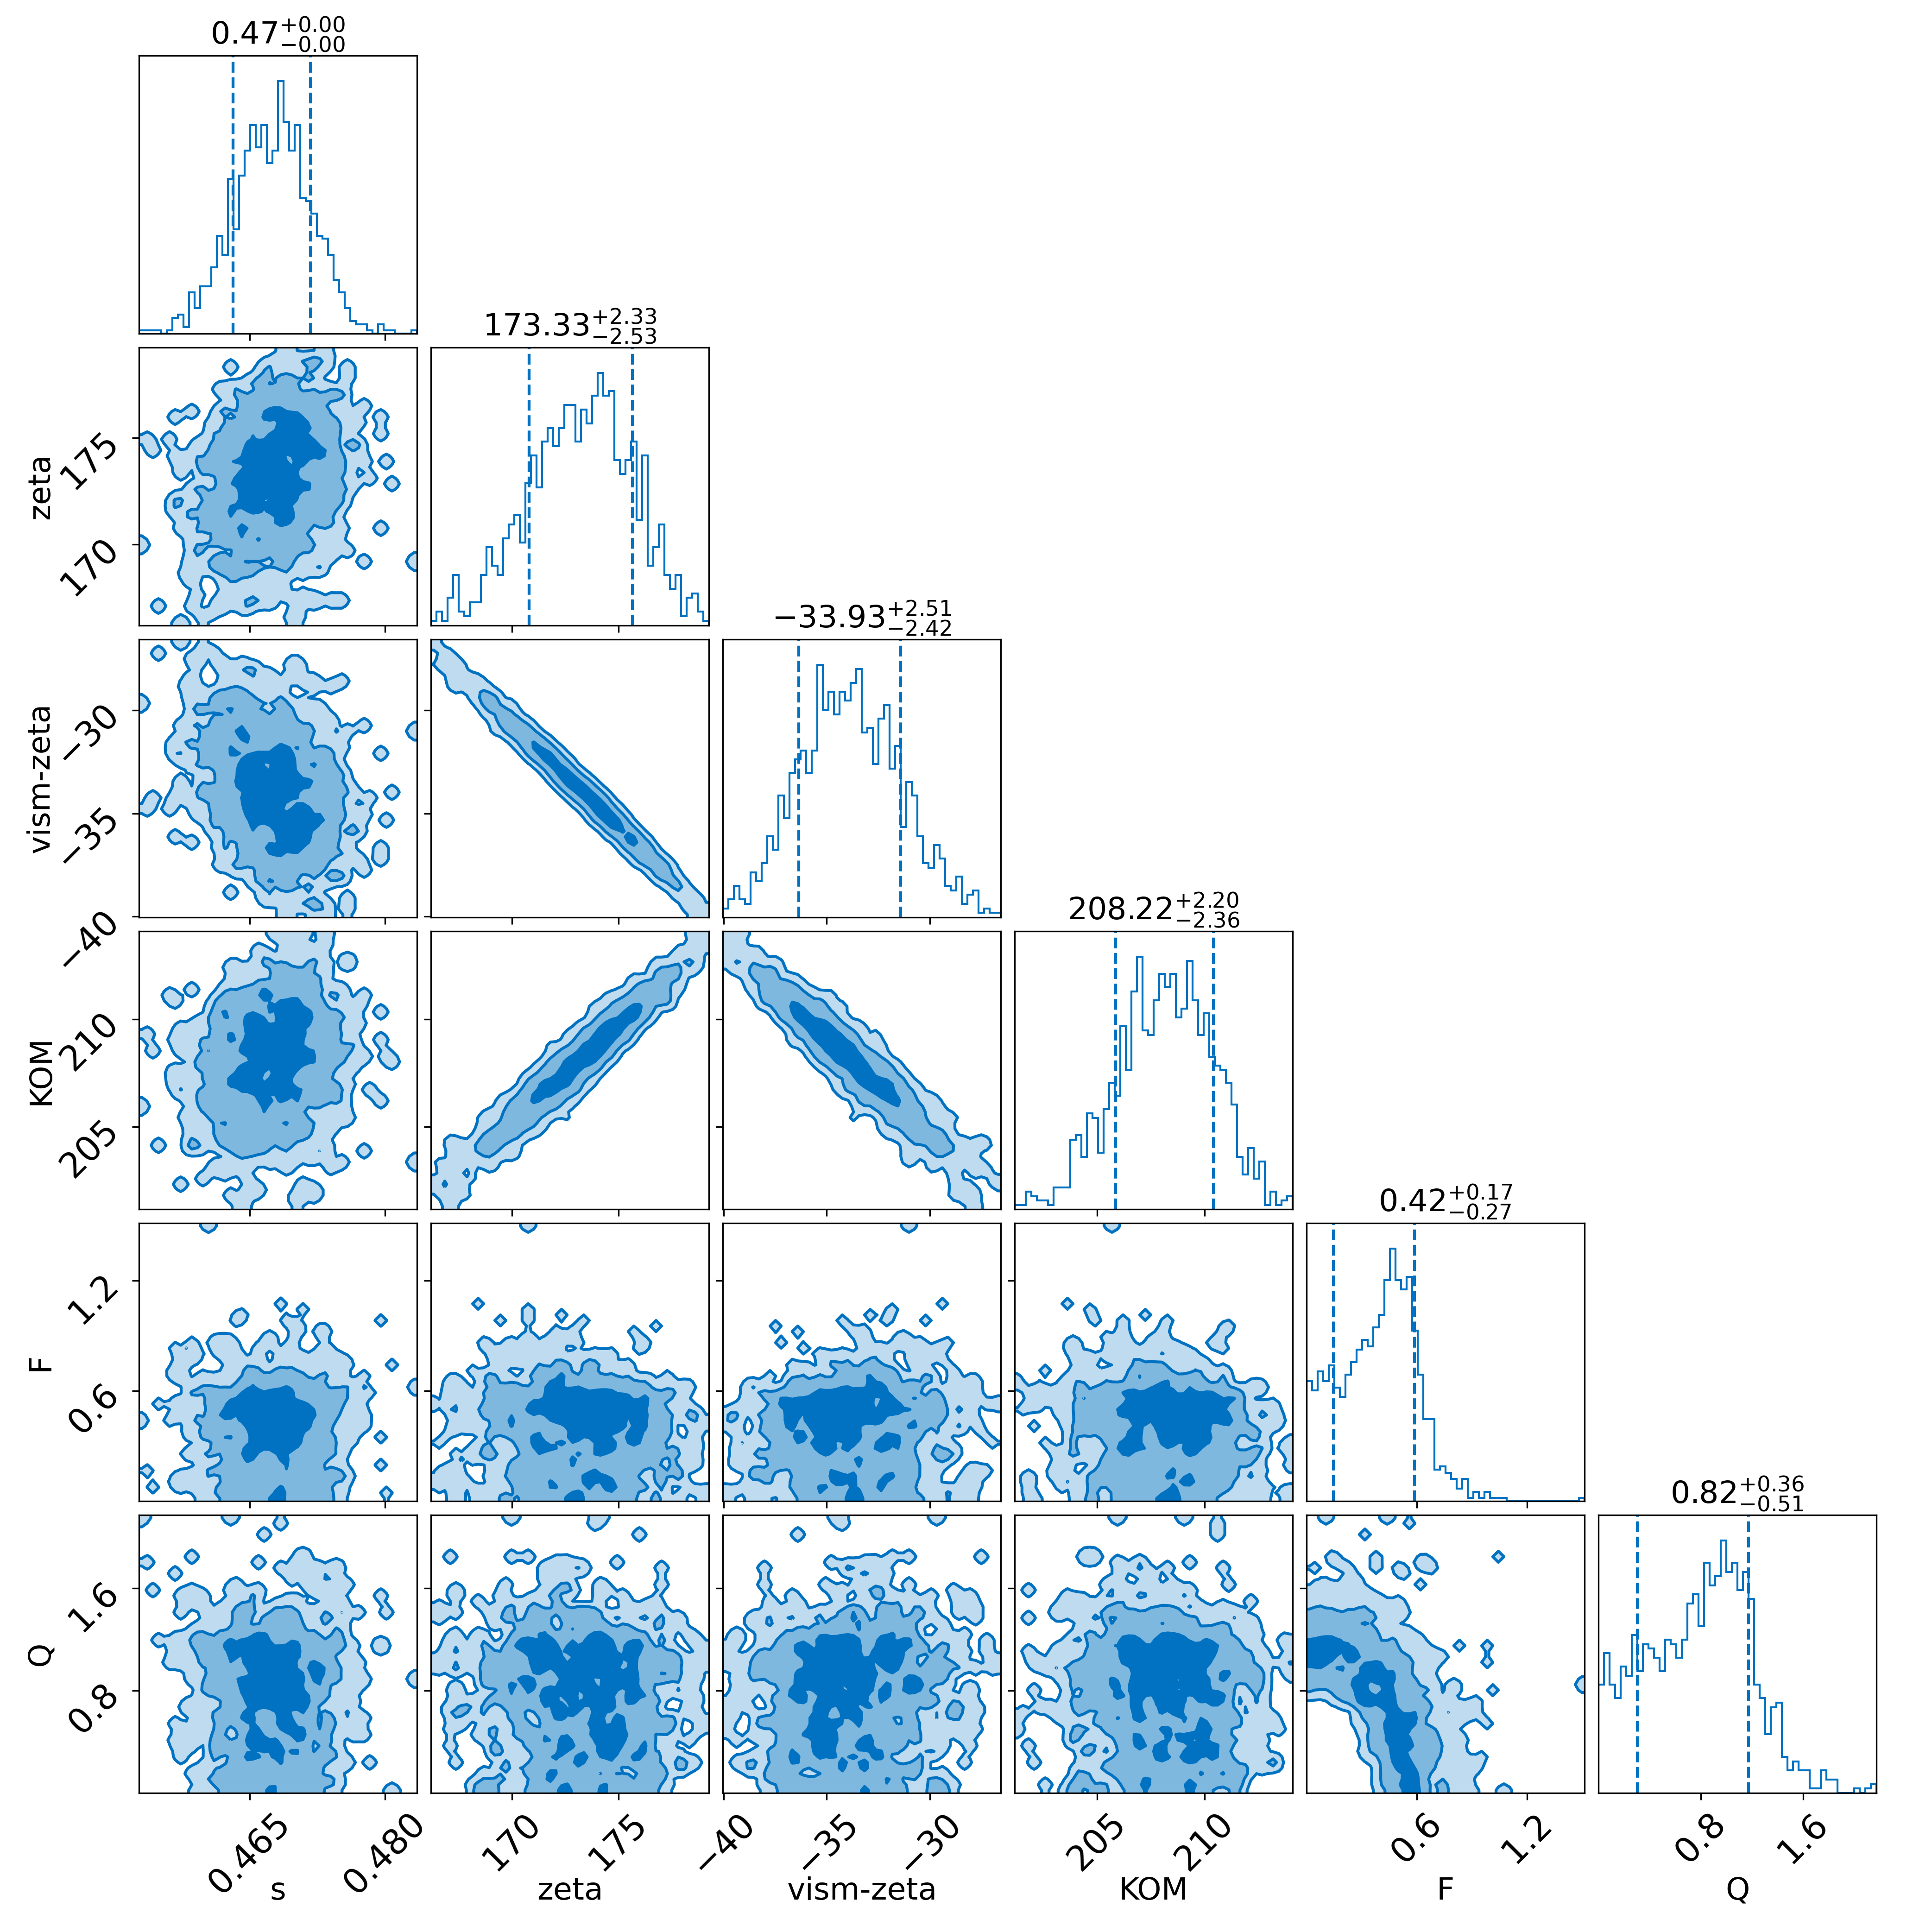 0.47+0.00−0.00
173.33+2.33−2.53
zeta
175
170
−33.93+2.51−2.42
vism-zeta
−30
−35
−40
208.22+2.20−2.36
KOM
210
205
0.42+0.17−0.27
F
1.2
0.6
0.82+0.36−0.51
Q
1.6
0.8
0.465 0.480 170 175 −40 −35 −30 205 210 0.6 1.2 0.8 1.6
s zeta vism-zeta KOM F Q